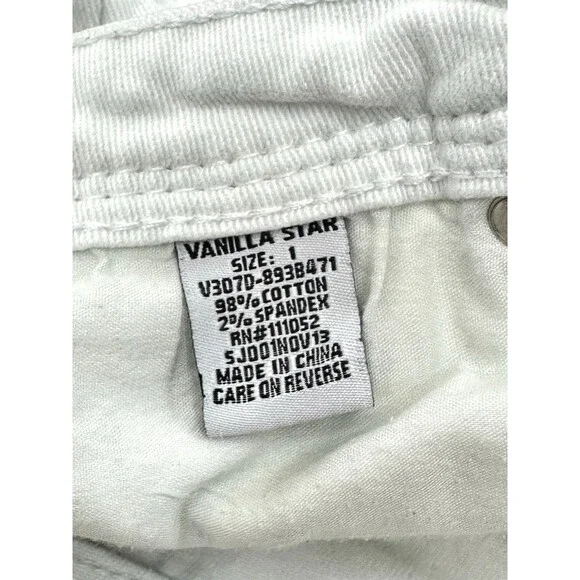 VANILLA STAR
SIZE: 1
V307D-893B471
98% COTTON
2% SPANDEX
RN#111052
SJ001NOV13
MADE IN CHINA
CARE ON REVERSE